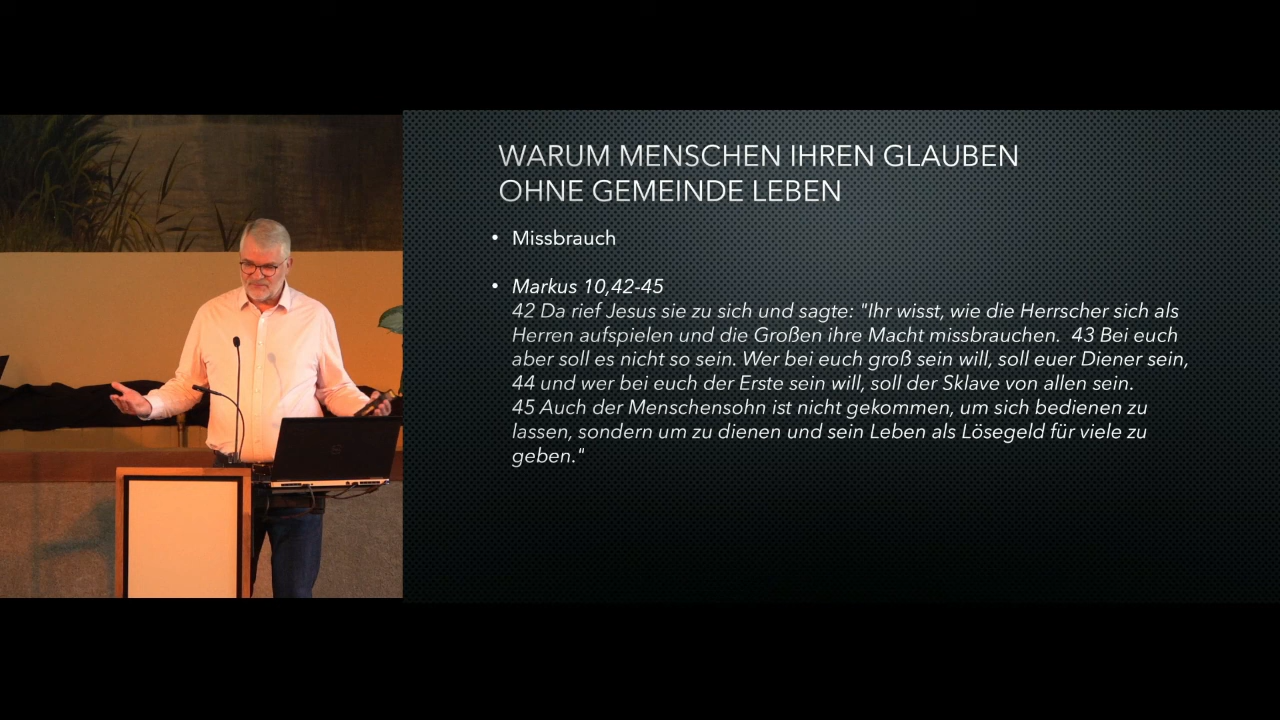 WARUM MENSCHEN IHREN GLAUBEN
OHNE GEMEINDE LEBEN
• Missbrauch
• Markus 10,42-45
42 Da rief Jesus sie zu sich und sagte: "Ihr wisst, wie die Herrscher sich als
Herren aufspielen und die Großen ihre Macht missbrauchen.  43 Bei euch
aber soll es nicht so sein. Wer bei euch groß sein will, soll euer Diener sein,
44 und wer bei euch der Erste sein will, soll der Sklave von allen sein.
45 Auch der Menschensohn ist nicht gekommen, um sich bedienen zu
lassen, sondern um zu dienen und sein Leben als Lösegeld für viele zu
geben."